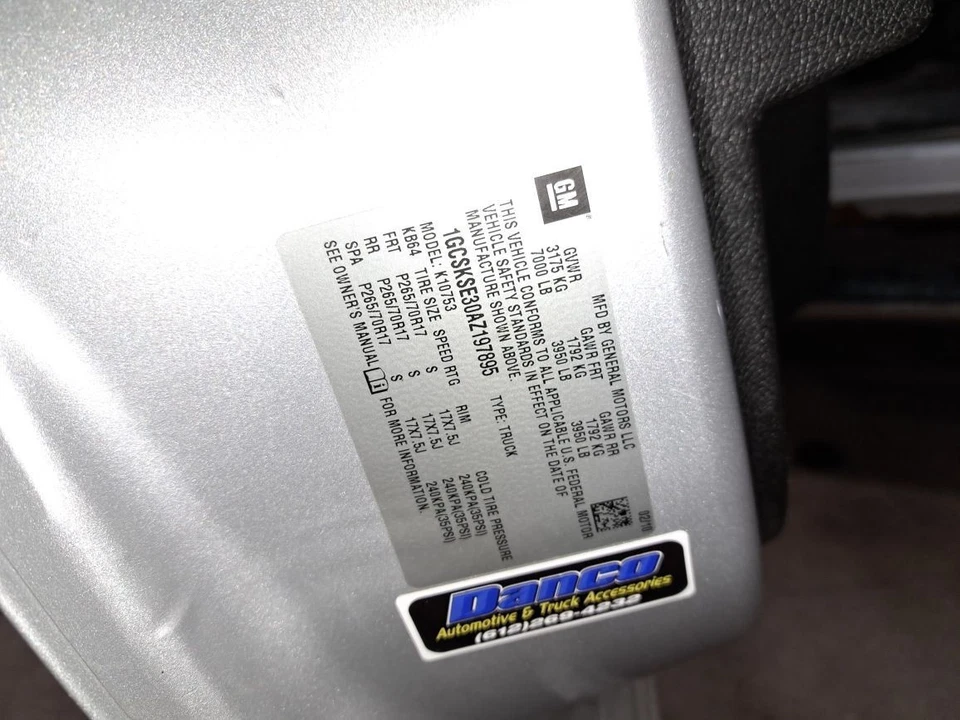 GM
MFD BY GENERAL MOTORS LLC 02/10
GVWR GAWR FRT GAWR RR
3175 KG 1792 KG 1792 KG
7000 LB 3950 LB 3950 LB
THIS VEHICLE CONFORMS TO ALL APPLICABLE U.S. FEDERAL MOTOR
VEHICLE SAFETY STANDARDS IN EFFECT ON THE DATE OF
MANUFACTURE SHOWN ABOVE.
1GCSKSE30AZ197895 TYPE: TRUCK
MODEL: K10753
KB64 TIRE SIZE SPEED RTG RIM COLD TIRE PRESSURE
FRT P265/70R17 S 17X7.5J 240KPA(35PSI)
RR P265/70R17 S 17X7.5J 240KPA(35PSI)
SPA P265/70R17 S 17X7.5J 240KPA(35PSI)
SEE OWNER'S MANUAL FOR MORE INFORMATION.
Danco
Automotive & Truck Accessories
(612)269-4232